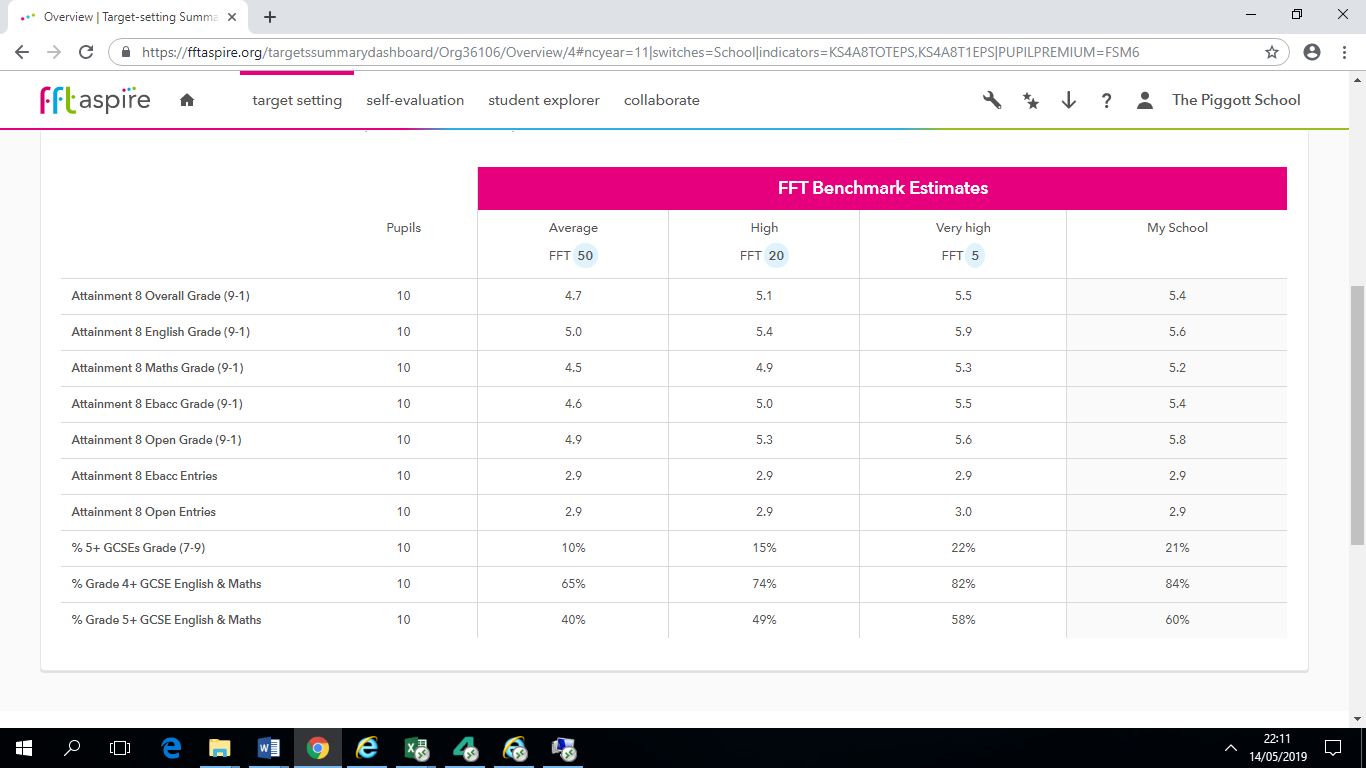 Overview | Target-setting Summa
https://fftaspire.org/targetssummarydashboard/Org36106/Overview/4#ncyear=11|switches=School|indicators=KS4A8TOTEPS,KS4A8T1EPS|PUPILPREMIUM=FSM6
fft aspire target setting self-evaluation student explorer collaborate ? The Piggott School
FFT Benchmark Estimates
Pupils Average High Very high My School
FFT 50 FFT 20 FFT 5
Attainment 8 Overall Grade (9-1) 10 4.7 5.1 5.5 5.4
Attainment 8 English Grade (9-1) 10 5.0 5.4 5.9 5.6
Attainment 8 Maths Grade (9-1) 10 4.5 4.9 5.3 5.2
Attainment 8 Ebacc Grade (9-1) 10 4.6 5.0 5.5 5.4
Attainment 8 Open Grade (9-1) 10 4.9 5.3 5.6 5.8
Attainment 8 Ebacc Entries 10 2.9 2.9 2.9 2.9
Attainment 8 Open Entries 10 2.9 2.9 3.0 2.9
% 5+ GCSEs Grade (7-9) 10 10% 15% 22% 21%
% Grade 4+ GCSE English & Maths 10 65% 74% 82% 84%
% Grade 5+ GCSE English & Maths 10 40% 49% 58% 60%
22:11
14/05/2019